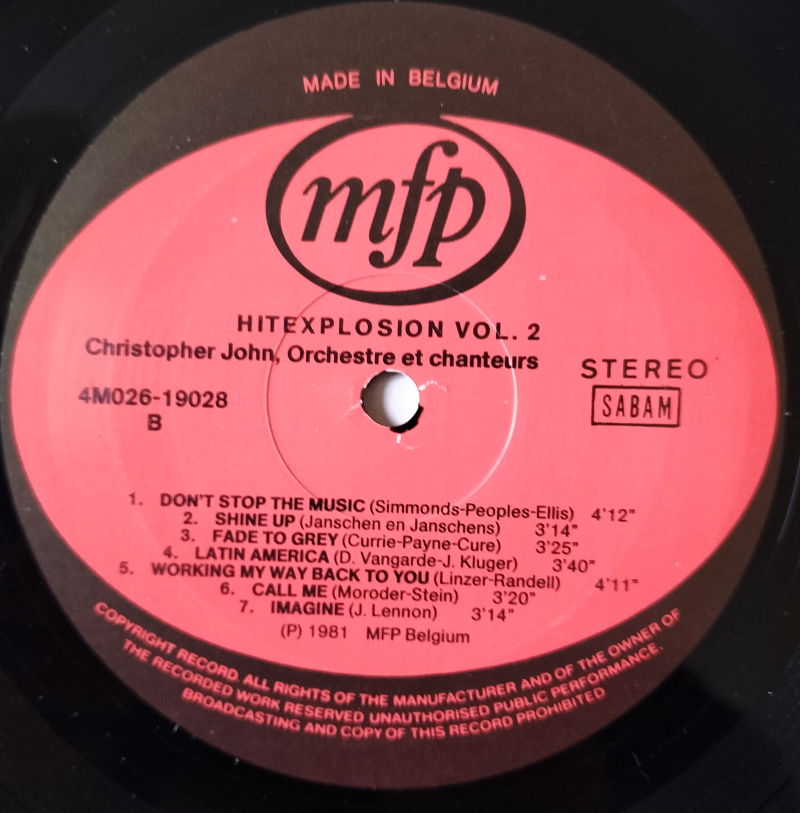 MADE IN BELGIUM
mfp
HITEXPLOSION VOL. 2
Christopher John, Orchestre et chanteurs
STEREO
4M026-19028
SABAM
B
1. DON'T STOP THE MUSIC (Simmonds-Peoples-Ellis) 4'12"
2. SHINE UP (Janschen en Janschens) 3'14"
3. FADE TO GREY (Currie-Payne-Cure) 3'25"
4. LATIN AMERICA (D. Vangarde-J. Kluger) 3'40"
5. WORKING MY WAY BACK TO YOU (Linzer-Randell) 4'11"
6. CALL ME (Moroder-Stein) 3'20"
7. IMAGINE (J. Lennon) 3'14"
(P) 1981 MFP Belgium
COPYRIGHT RECORD. ALL RIGHTS OF THE MANUFACTURER AND OF THE OWNER OF
THE RECORDED WORK RESERVED UNAUTHORISED PUBLIC PERFORMANCE,
BROADCASTING AND COPY OF THIS RECORD PROHIBITED